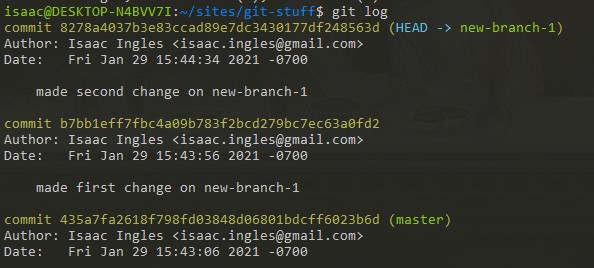 isaac@DESKTOP-N4BVV7I:~/sites/git-stuff$ git log
commit 8278a4037b3e83ccad89e7dc3430177df248563d (HEAD -> new-branch-1)
Author: Isaac Ingles <isaac.ingles@gmail.com>
Date:   Fri Jan 29 15:44:34 2021 -0700
    made second change on new-branch-1
commit b7bb1eff7fbc4a09b783f2bcd279bc7ec63a0fd2
Author: Isaac Ingles <isaac.ingles@gmail.com>
Date:   Fri Jan 29 15:43:56 2021 -0700
    made first change on new-branch-1
commit 435a7fa2618f798fd03848d06801bdcff6023b6d (master)
Author: Isaac Ingles <isaac.ingles@gmail.com>
Date:   Fri Jan 29 15:43:06 2021 -0700